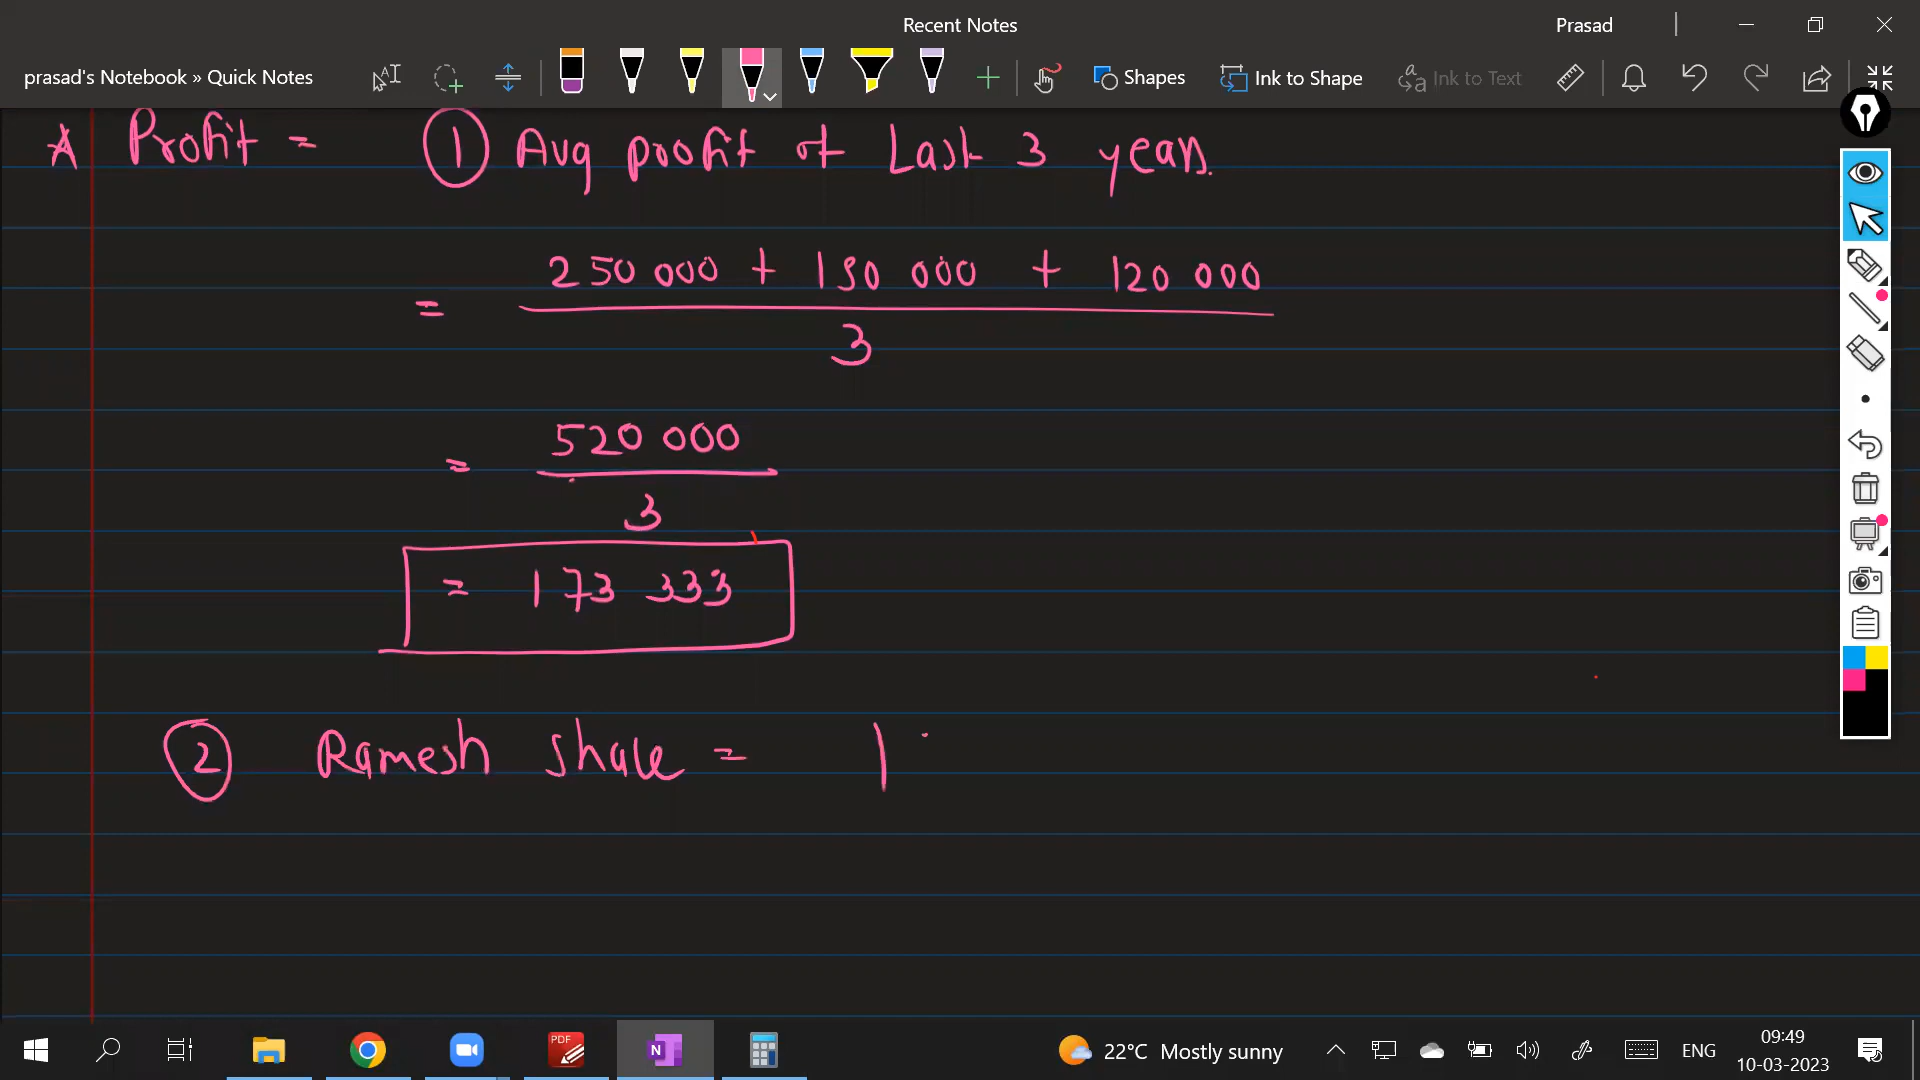 Recent Notes
Prasad
prasad's Notebook » Quick Notes
Shapes
Ink to Shape
Ink to Text
A Profit = 1 Avg profit of Last 3 years.
= 250 000 + 150 000 + 120 000
3
= 520 000
3
= 173 333
2 Ramesh share = 1
PDF
N
22°C Mostly sunny
ENG
09:49
10-03-2023